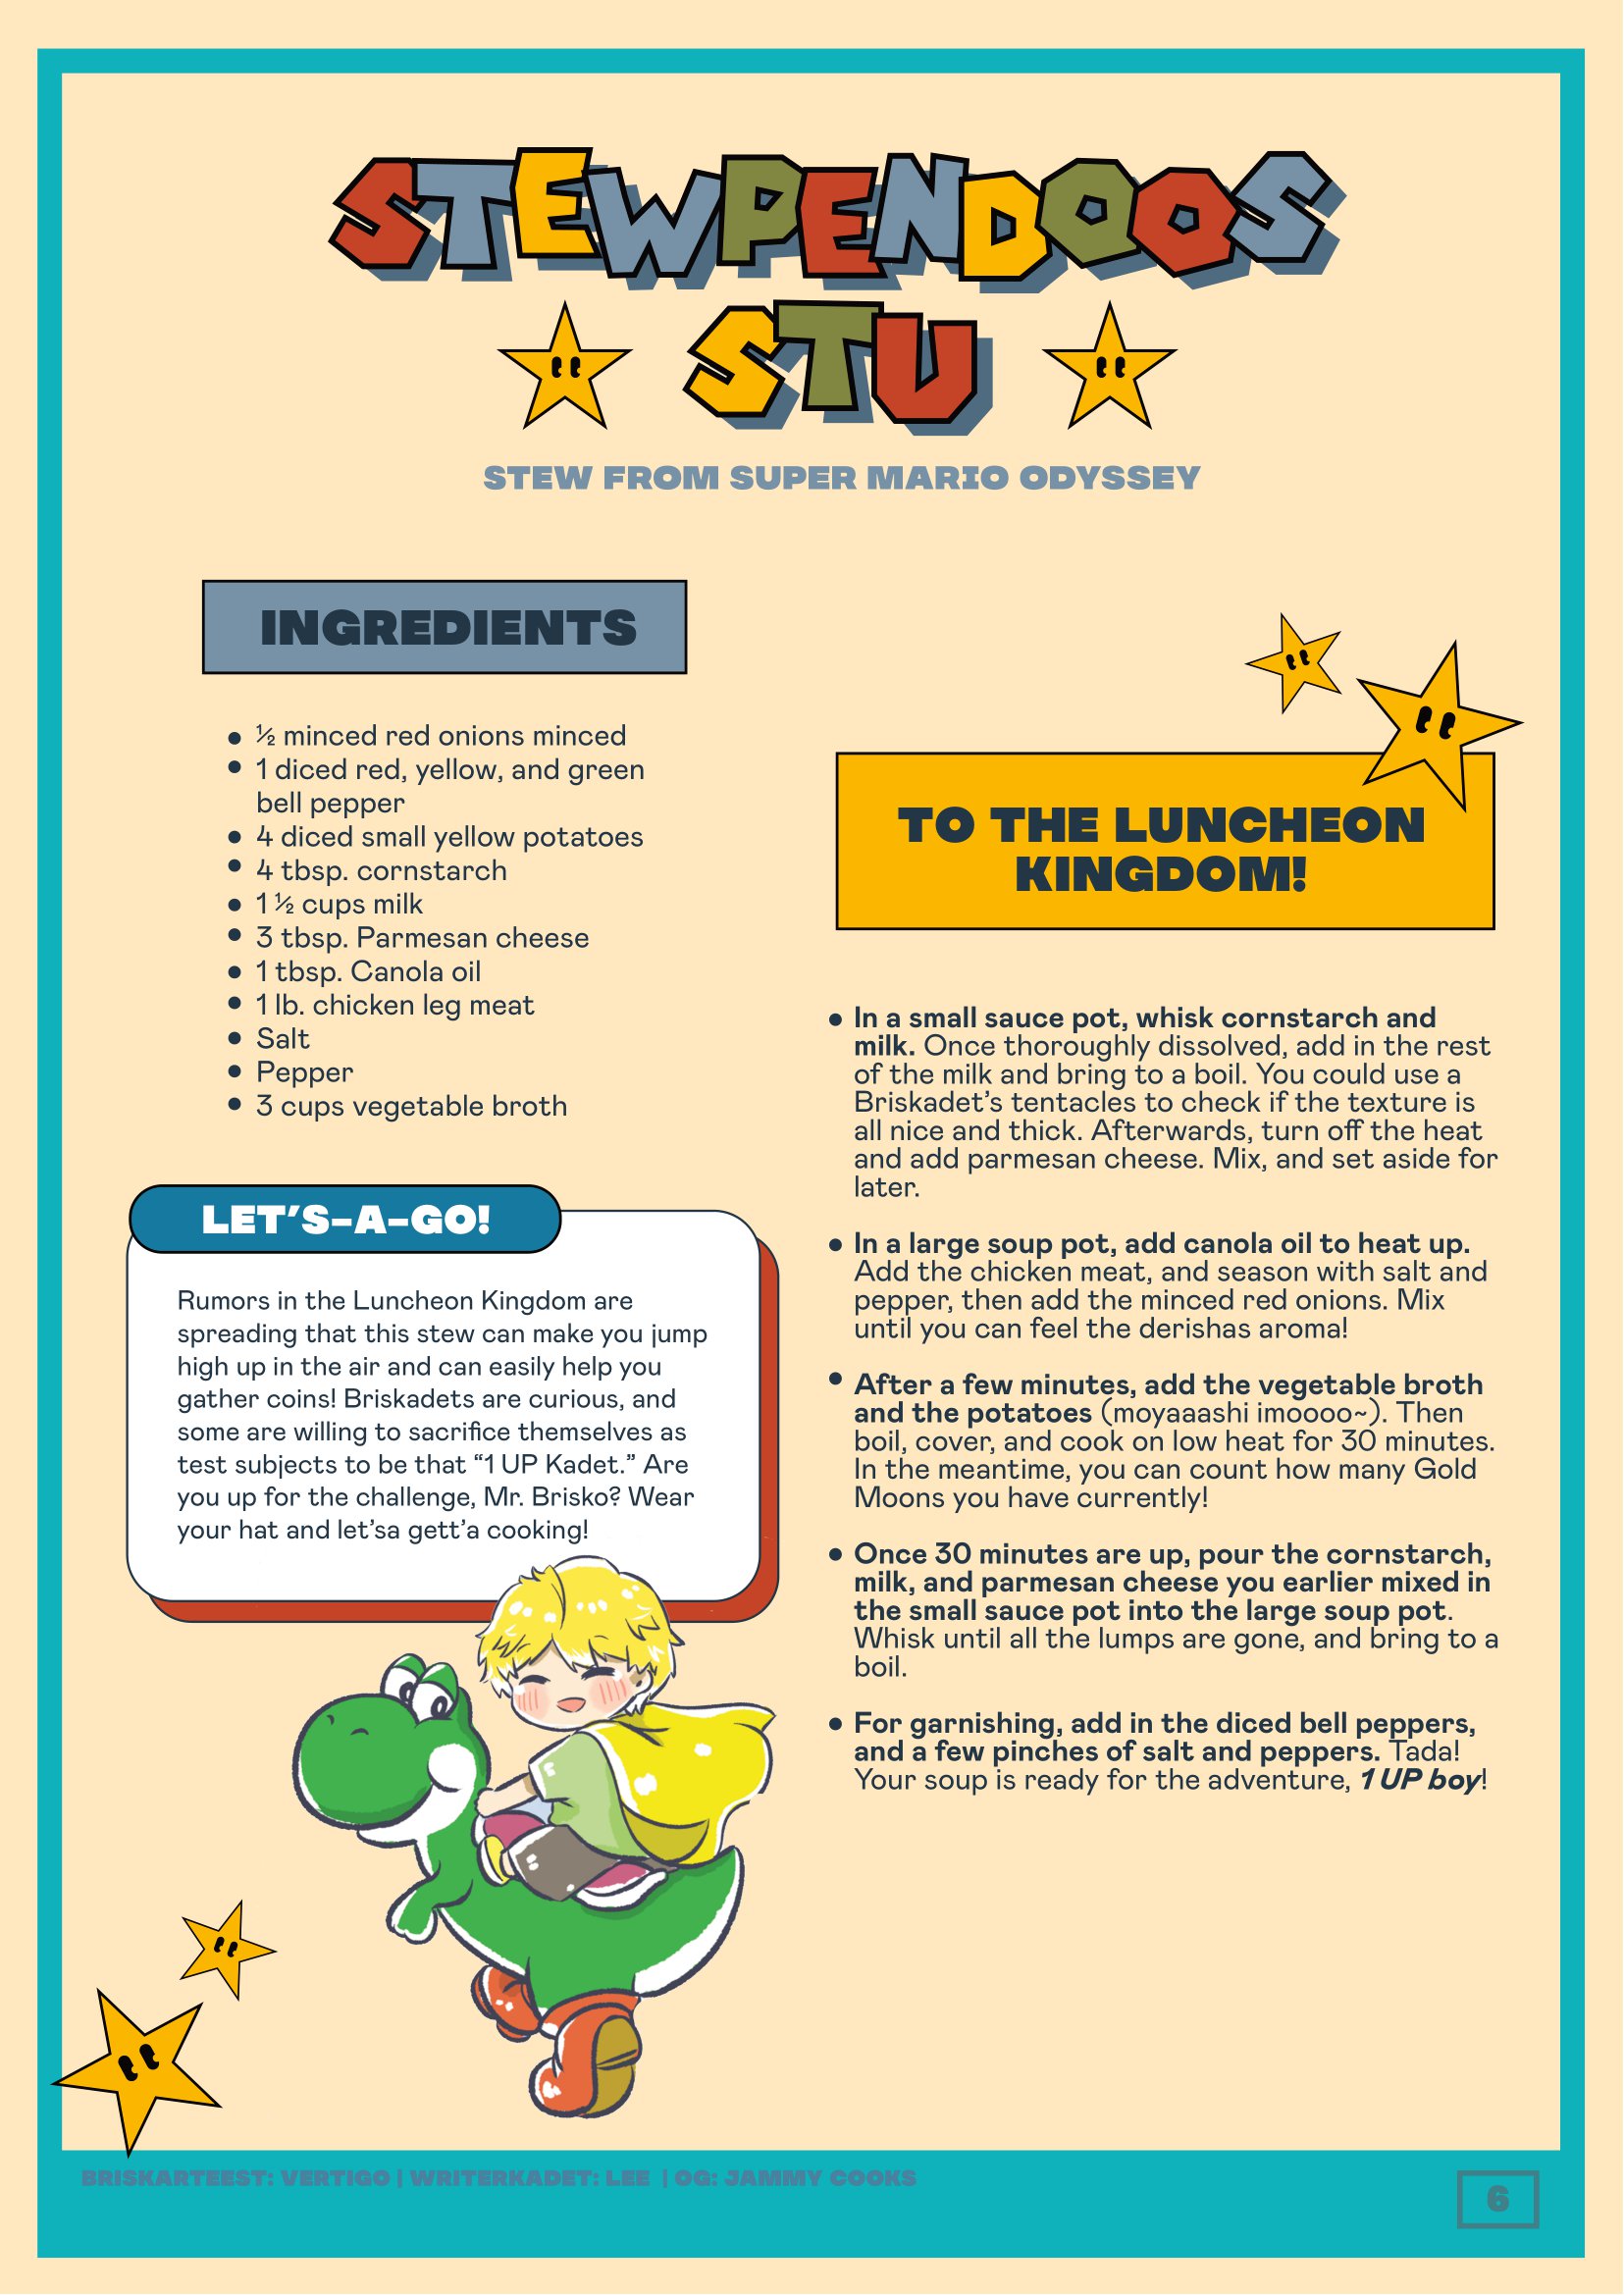 STEWPENDOOS
STU
STEW FROM SUPER MARIO ODYSSEY
INGREDIENTS
• ½ minced red onions minced
• 1 diced red, yellow, and green
bell pepper
• 4 diced small yellow potatoes
• 4 tbsp. cornstarch
• 1 ½ cups milk
• 3 tbsp. Parmesan cheese
• 1 tbsp. Canola oil
• 1 lb. chicken leg meat
• Salt
• Pepper
• 3 cups vegetable broth
LET'S-A-GO!
Rumors in the Luncheon Kingdom are
spreading that this stew can make you jump
high up in the air and can easily help you
gather coins! Briskadets are curious, and
some are willing to sacrifice themselves as
test subjects to be that “1 UP Kadet.” Are
you up for the challenge, Mr. Brisko? Wear
your hat and let’sa gett’a cooking!
TO THE LUNCHEON
KINGDOM!
• In a small sauce pot, whisk cornstarch and
milk. Once thoroughly dissolved, add in the rest
of the milk and bring to a boil. You could use a
Briskadet’s tentacles to check if the texture is
all nice and thick. Afterwards, turn off the heat
and add parmesan cheese. Mix, and set aside for
later.
• In a large soup pot, add canola oil to heat up.
Add the chicken meat, and season with salt and
pepper, then add the minced red onions. Mix
until you can feel the derishas aroma!
• After a few minutes, add the vegetable broth
and the potatoes (moyaaashi imoooo~). Then
boil, cover, and cook on low heat for 30 minutes.
In the meantime, you can count how many Gold
Moons you have currently!
• Once 30 minutes are up, pour the cornstarch,
milk, and parmesan cheese you earlier mixed in
the small sauce pot into the large soup pot.
Whisk until all the lumps are gone, and bring to a
boil.
• For garnishing, add in the diced bell peppers,
and a few pinches of salt and peppers. Tada!
Your soup is ready for the adventure, 1 UP boy!
BRISKARTEEST: VERTIGO | WRITERKADET: LEE | OG: JAMMY COOKS
6